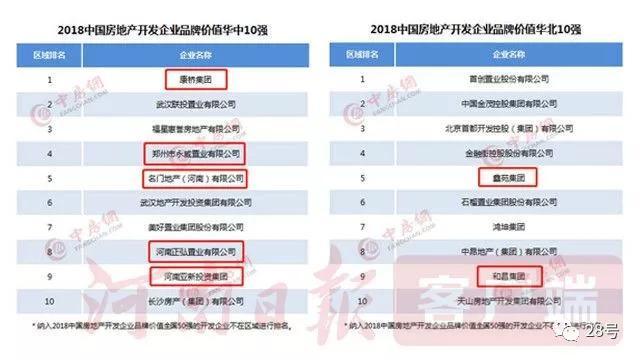 2018中国房地产开发企业品牌价值华中10强
区域排名 企业名称
1 康桥集团
2 武汉联投置业有限公司
3 福星惠誉房地产有限公司
4 郑州市永威置业有限公司
5 名门地产（河南）有限公司
6 武汉地产开发投资集团有限公司
7 美好置业集团股份有限公司
8 河南正弘置业有限公司
9 河南亚新投资集团
10 长沙房产（集团）有限公司
* 纳入2018中国房地产开发企业品牌价值全国50强的开发企业不在区域进行排名。
2018中国房地产开发企业品牌价值华北10强
区域排名 企业名称
1 首创置业股份有限公司
2 中国金茂控股集团有限公司
3 北京首都开发控股（集团）有限公司
4 金融街控股股份有限公司
5 鑫苑集团
6 石榴置业集团股份有限公司
7 鸿坤集团
8 中昂地产（集团）有限公司
9 和昌集团
10 天山房地产开发集团有限公司
* 纳入2018中国房地产开发企业品牌价值全国50强的开发企业不在区域进行排名。
中房網
FANGCHAN.COM
河南日报 客户端
28号